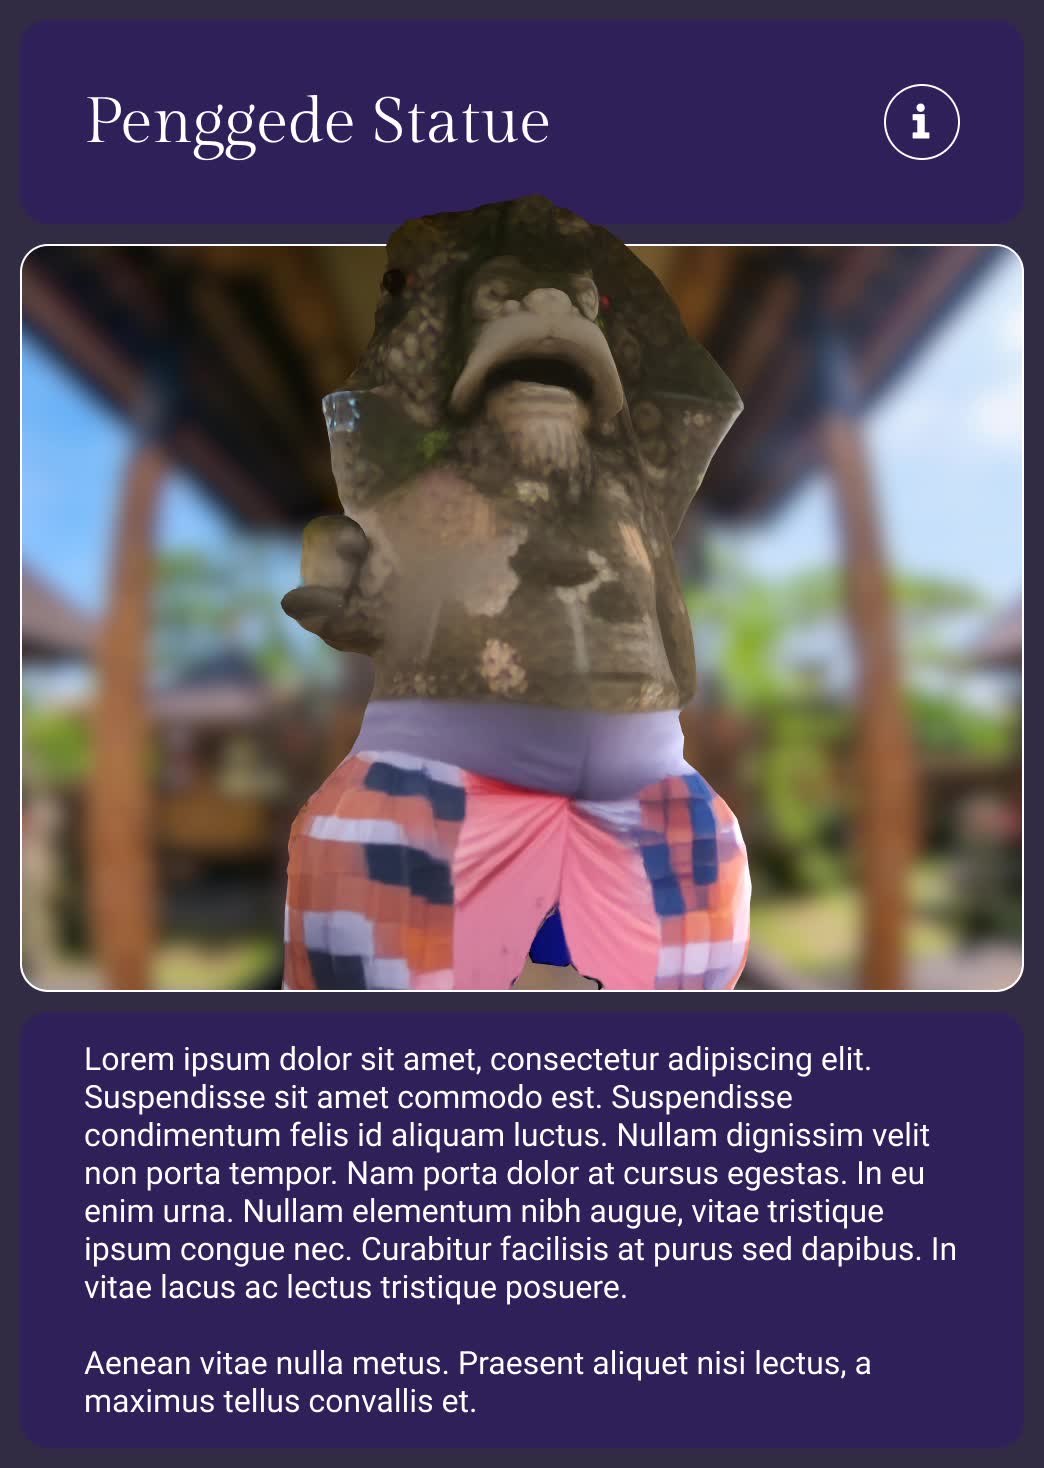 Penggede Statue
Lorem ipsum dolor sit amet, consectetur adipiscing elit.
Suspendisse sit amet commodo est. Suspendisse
condimentum felis id aliquam luctus. Nullam dignissim velit
non porta tempor. Nam porta dolor at cursus egestas. In eu
enim urna. Nullam elementum nibh augue, vitae tristique
ipsum congue nec. Curabitur facilisis at purus sed dapibus. In
vitae lacus ac lectus tristique posuere.
Aenean vitae nulla metus. Praesent aliquet nisi lectus, a
maximus tellus convallis et.